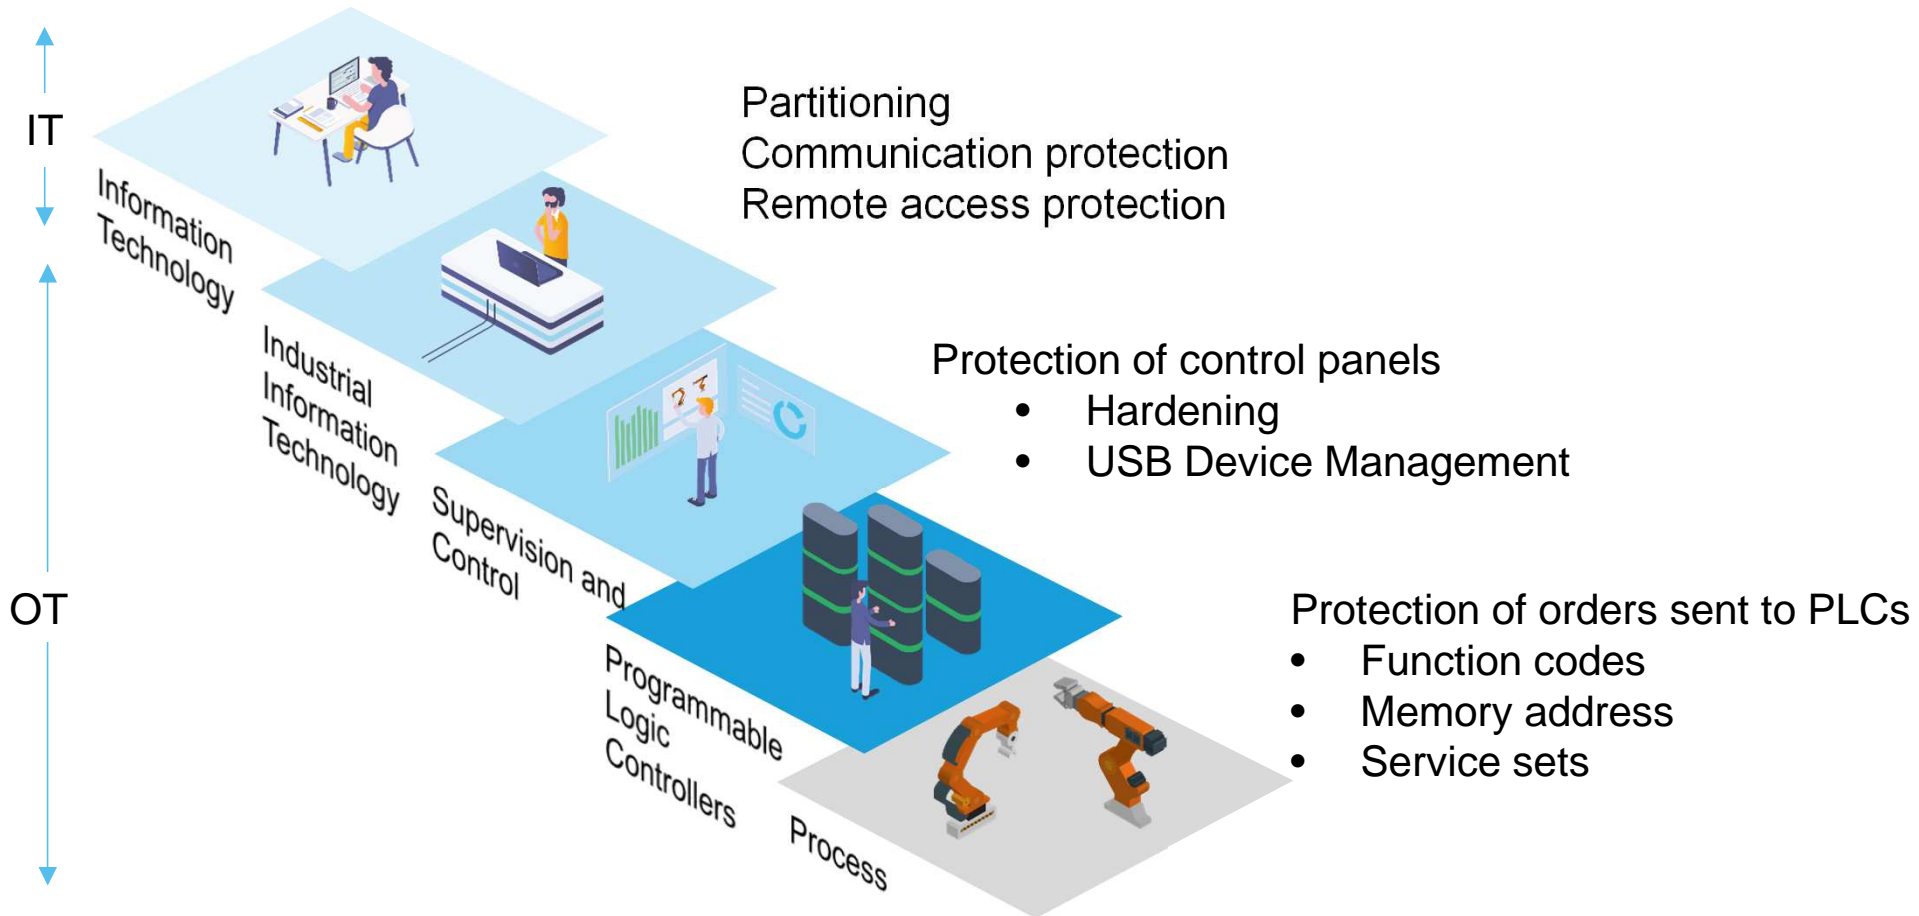 IT
Information
Technology
Partitioning
Communication protection
Remote access protection
Industrial
Information
Technology
Protection of control panels
• Hardening
• USB Device Management
Supervision and
Control
OT
Protection of orders sent to PLCs
• Function codes
• Memory address
• Service sets
Programmable
Logic
Controllers
Process